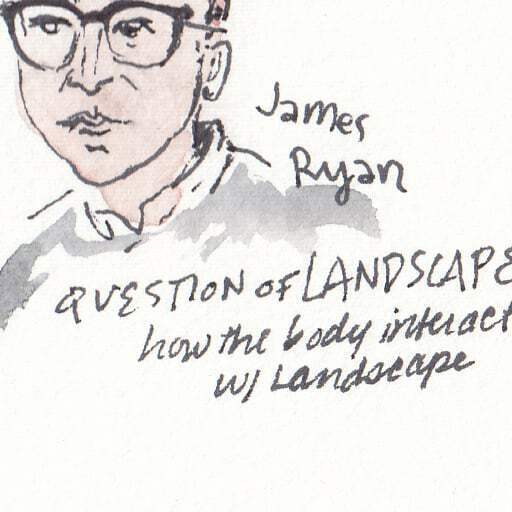 James
Ryan
QUESTION OF LANDSCAPE
how the body interact
w/ Landscape